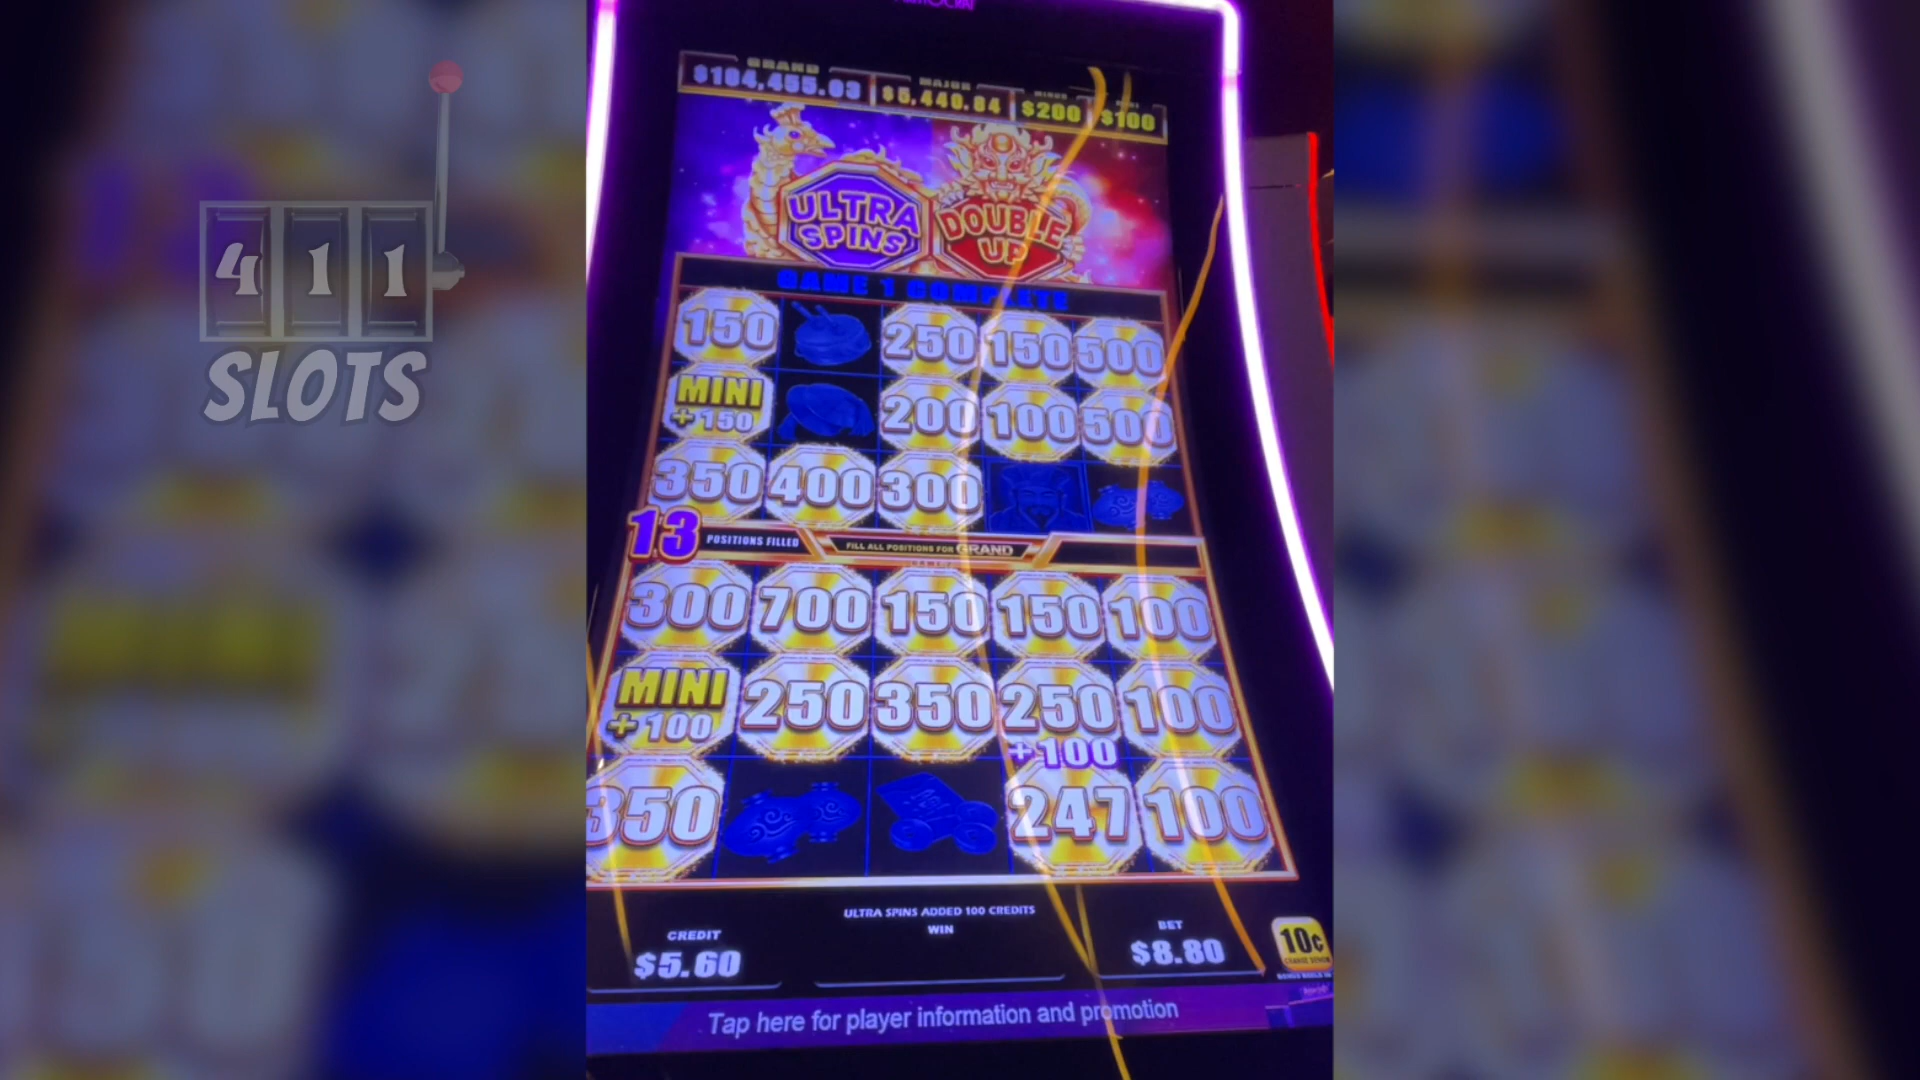 GRAND MAJOR
$104,455.03 $5,440.84 $200 $100
ULTRA SPINS
DOUBLE UP
GAME 1 COMPLETE
150 250 150 500
MINI +150 200 100 500
350 400 300
13 POSITIONS FILLED FILL ALL POSITIONS FOR GRAND
300 700 150 150 100
MINI +100 250 350 250 100
+100
350 247 100
ULTRA SPINS ADDED 100 CREDITS
WIN
CREDIT
$5.60
BET
$8.80
10¢
Tap here for player information and promotion
411
SLOTS